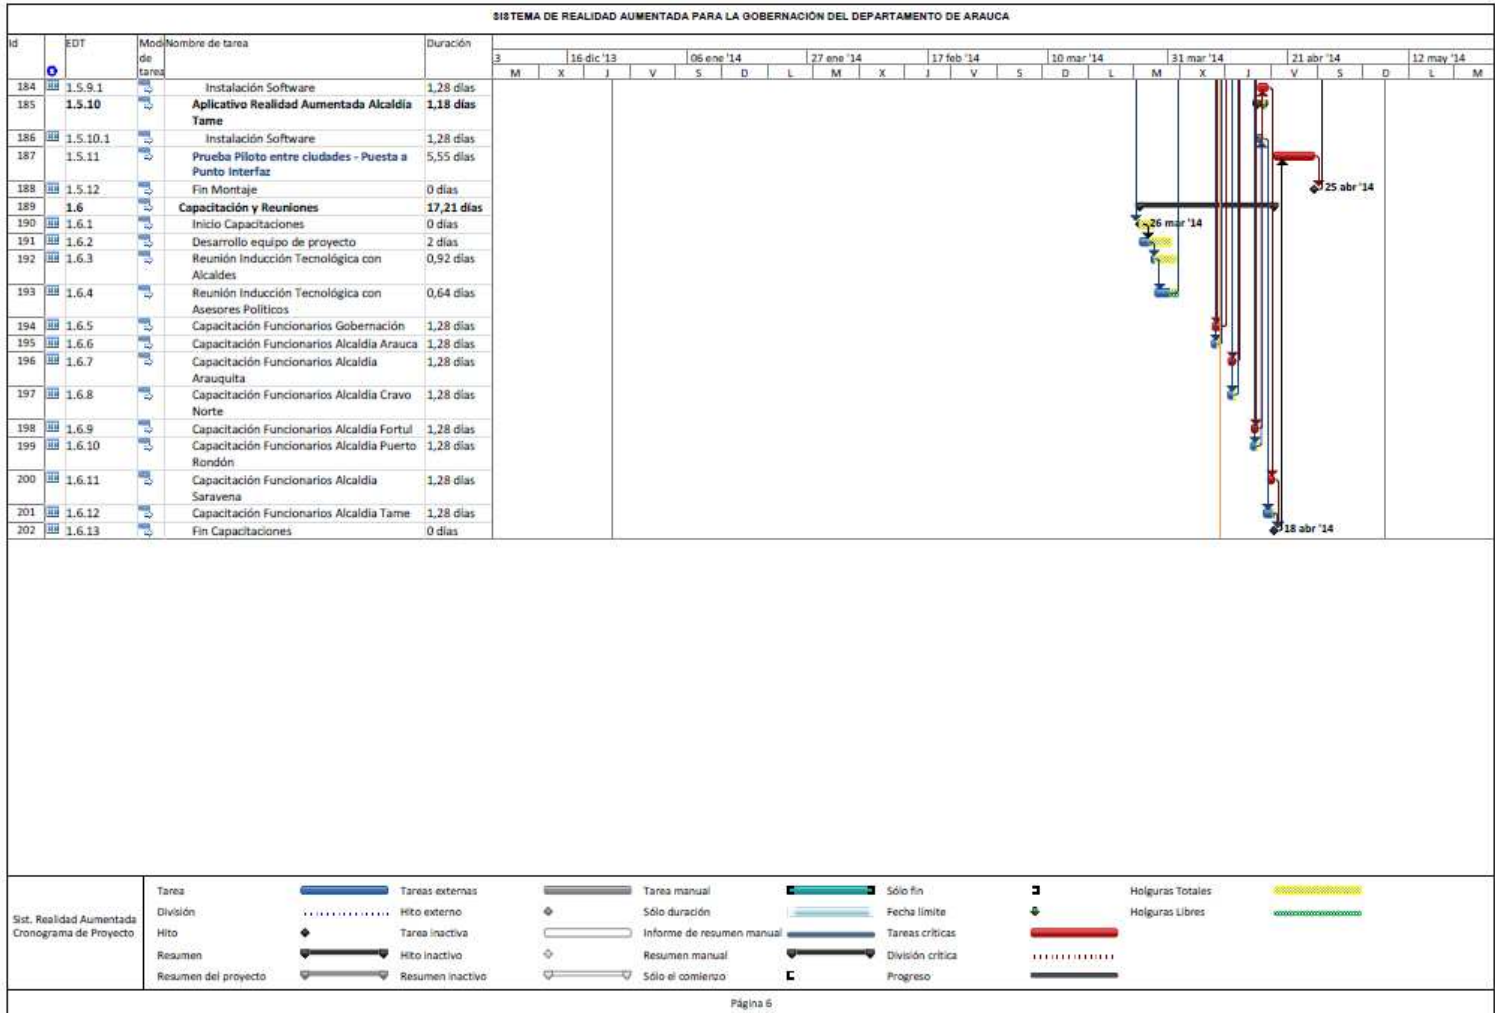 SISTEMA DE REALIDAD AUMENTADA PARA LA GOBERNACIÓN DEL DEPARTAMENTO DE ARAUCA
Id EDT Mod Nombre de tarea Duración
de
tarea
3 16 dic '13 06 ene '14 27 ene '14 17 feb '14 10 mar '14 31 mar '14 21 abr '14 12 may '14
M X J V S D L M X J V S D L M X J V S D L M
184 1.5.9.1 Instalación Software 1,28 días
185 1.5.10 Aplicativo Realidad Aumentada Alcaldía 1,18 días
Tame
186 1.5.10.1 Instalación Software 1,28 días
187 1.5.11 Prueba Piloto entre ciudades - Puesta a 5,55 días
Punto Interfaz
188 1.5.12 Fin Montaje 0 días 25 abr '14
189 1.6 Capacitación y Reuniones 17,21 días
190 1.6.1 Inicio Capacitaciones 0 días 26 mar '14
191 1.6.2 Desarrollo equipo de proyecto 2 días
192 1.6.3 Reunión Inducción Tecnológica con 0,92 días
Alcaldes
193 1.6.4 Reunión Inducción Tecnológica con 0,64 días
Asesores Políticos
194 1.6.5 Capacitación Funcionarios Gobernación 1,28 días
195 1.6.6 Capacitación Funcionarios Alcaldía Arauca 1,28 días
196 1.6.7 Capacitación Funcionarios Alcaldía 1,28 días
Arauquita
197 1.6.8 Capacitación Funcionarios Alcaldía Cravo 1,28 días
Norte
198 1.6.9 Capacitación Funcionarios Alcaldía Fortul 1,28 días
199 1.6.10 Capacitación Funcionarios Alcaldía Puerto 1,28 días
Rondón
200 1.6.11 Capacitación Funcionarios Alcaldía 1,28 días
Saravena
201 1.6.12 Capacitación Funcionarios Alcaldía Tame 1,28 días
202 1.6.13 Fin Capacitaciones 0 días 18 abr '14
Sist. Realidad Aumentada
Cronograma de Proyecto
Tarea Tareas externas Tarea manual Sólo fin Holguras Totales
División Hito externo Sólo duración Fecha límite Holguras Libres
Hito Tarea inactiva Informe de resumen manual Tareas críticas
Resumen Hito inactivo Resumen manual División crítica
Resumen del proyecto Resumen inactivo Sólo el comienzo Progreso
Página 6